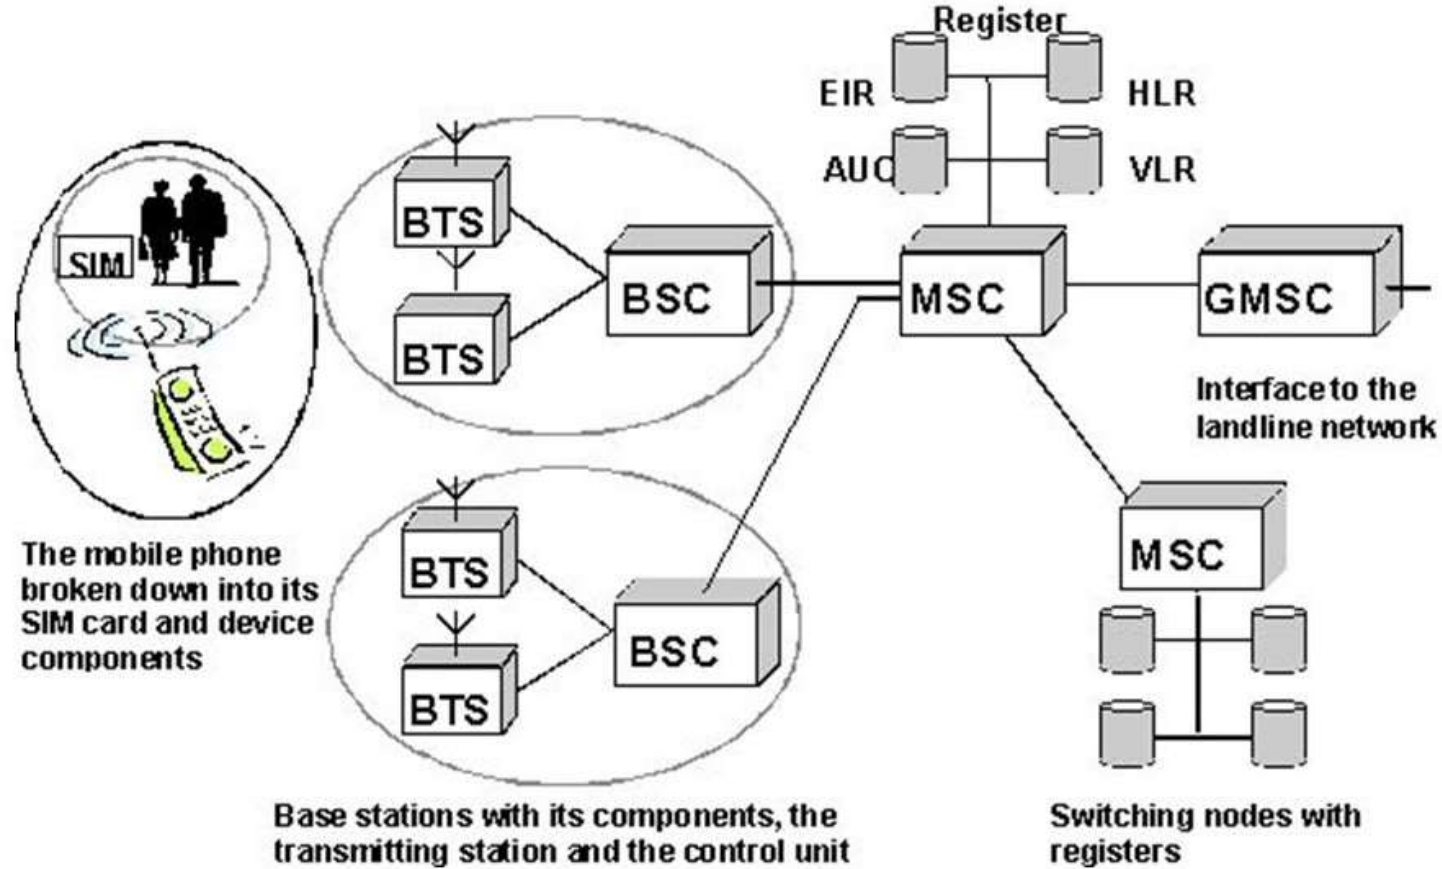 Register
EIR
HLR
AUC
VLR
SIM
BTS
BTS
BSC
MSC
GMSC
Interface to the
landline network
The mobile phone
broken down into its
SIM card and device
components
BTS
BTS
BSC
MSC
Base stations with its components, the
transmitting station and the control unit
Switching nodes with
registers